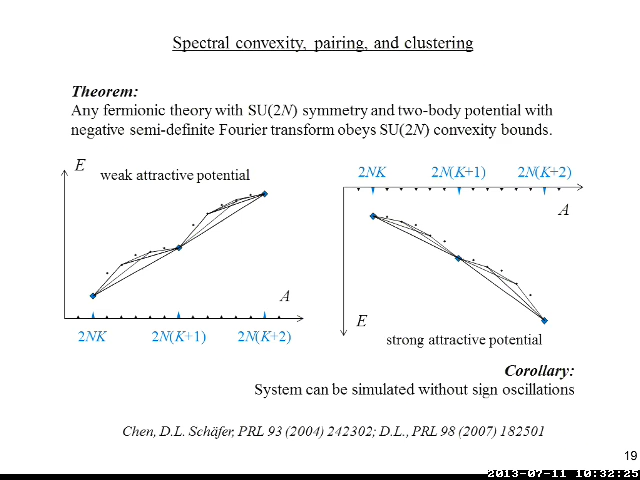 Spectral convexity, pairing, and clustering
Theorem:
Any fermionic theory with SU(2N) symmetry and two-body potential with
negative semi-definite Fourier transform obeys SU(2N) convexity bounds.
E
weak attractive potential
A
2NK
2N(K+1)
2N(K+2)
2NK
2N(K+1)
2N(K+2)
A
E
strong attractive potential
Corollary:
System can be simulated without sign oscillations
Chen, D.L. Schäfer, PRL 93 (2004) 242302; D.L., PRL 98 (2007) 182501
19
2013-07-11 10:32:25